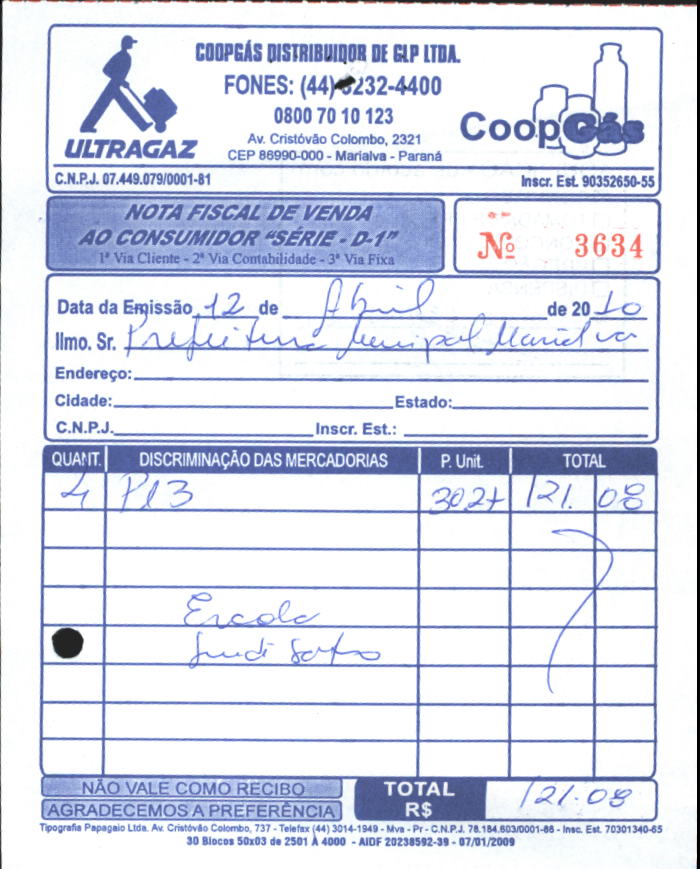 COOPGÁS DISTRIBUIDOR DE GLP LTDA.
FONES: (44) 3232-4400
0800 70 10 123
Av. Cristóvão Colombo, 2321
CEP 86990-000 - Marialva - Paraná
ULTRAGAZ
CoopGás
C.N.P.J. 07.449.079/0001-81 Inscr. Est. 90352650-55
NOTA FISCAL DE VENDA
AO CONSUMIDOR "SÉRIE - D-1"
1ª Via Cliente - 2ª Via Contabilidade - 3ª Via Fixa
Nº 3634
Data da Emissão 12 de Abril de 2010
Ilmo. Sr. Prefeitura Municipal Marialva
Endereço:
Cidade: Estado:
C.N.P.J. Inscr. Est.:
QUANT. DISCRIMINAÇÃO DAS MERCADORIAS P. Unit. TOTAL
4 P13 30.27 121. 08
Escola
NÃO VALE COMO RECIBO
AGRADECEMOS A PREFERÊNCIA
TOTAL R$ 121.08
Tipografia Papagaio Ltda. Av. Cristóvão Colombo, 737 - Telefax (44) 3014-1949 - Mva - Pr - C.N.P.J. 78.184.603/0001-86 - Insc. Est. 70301340-65
30 Blocos 50x03 de 2501 À 4000 - AIDF 20238592-39 - 07/01/2009